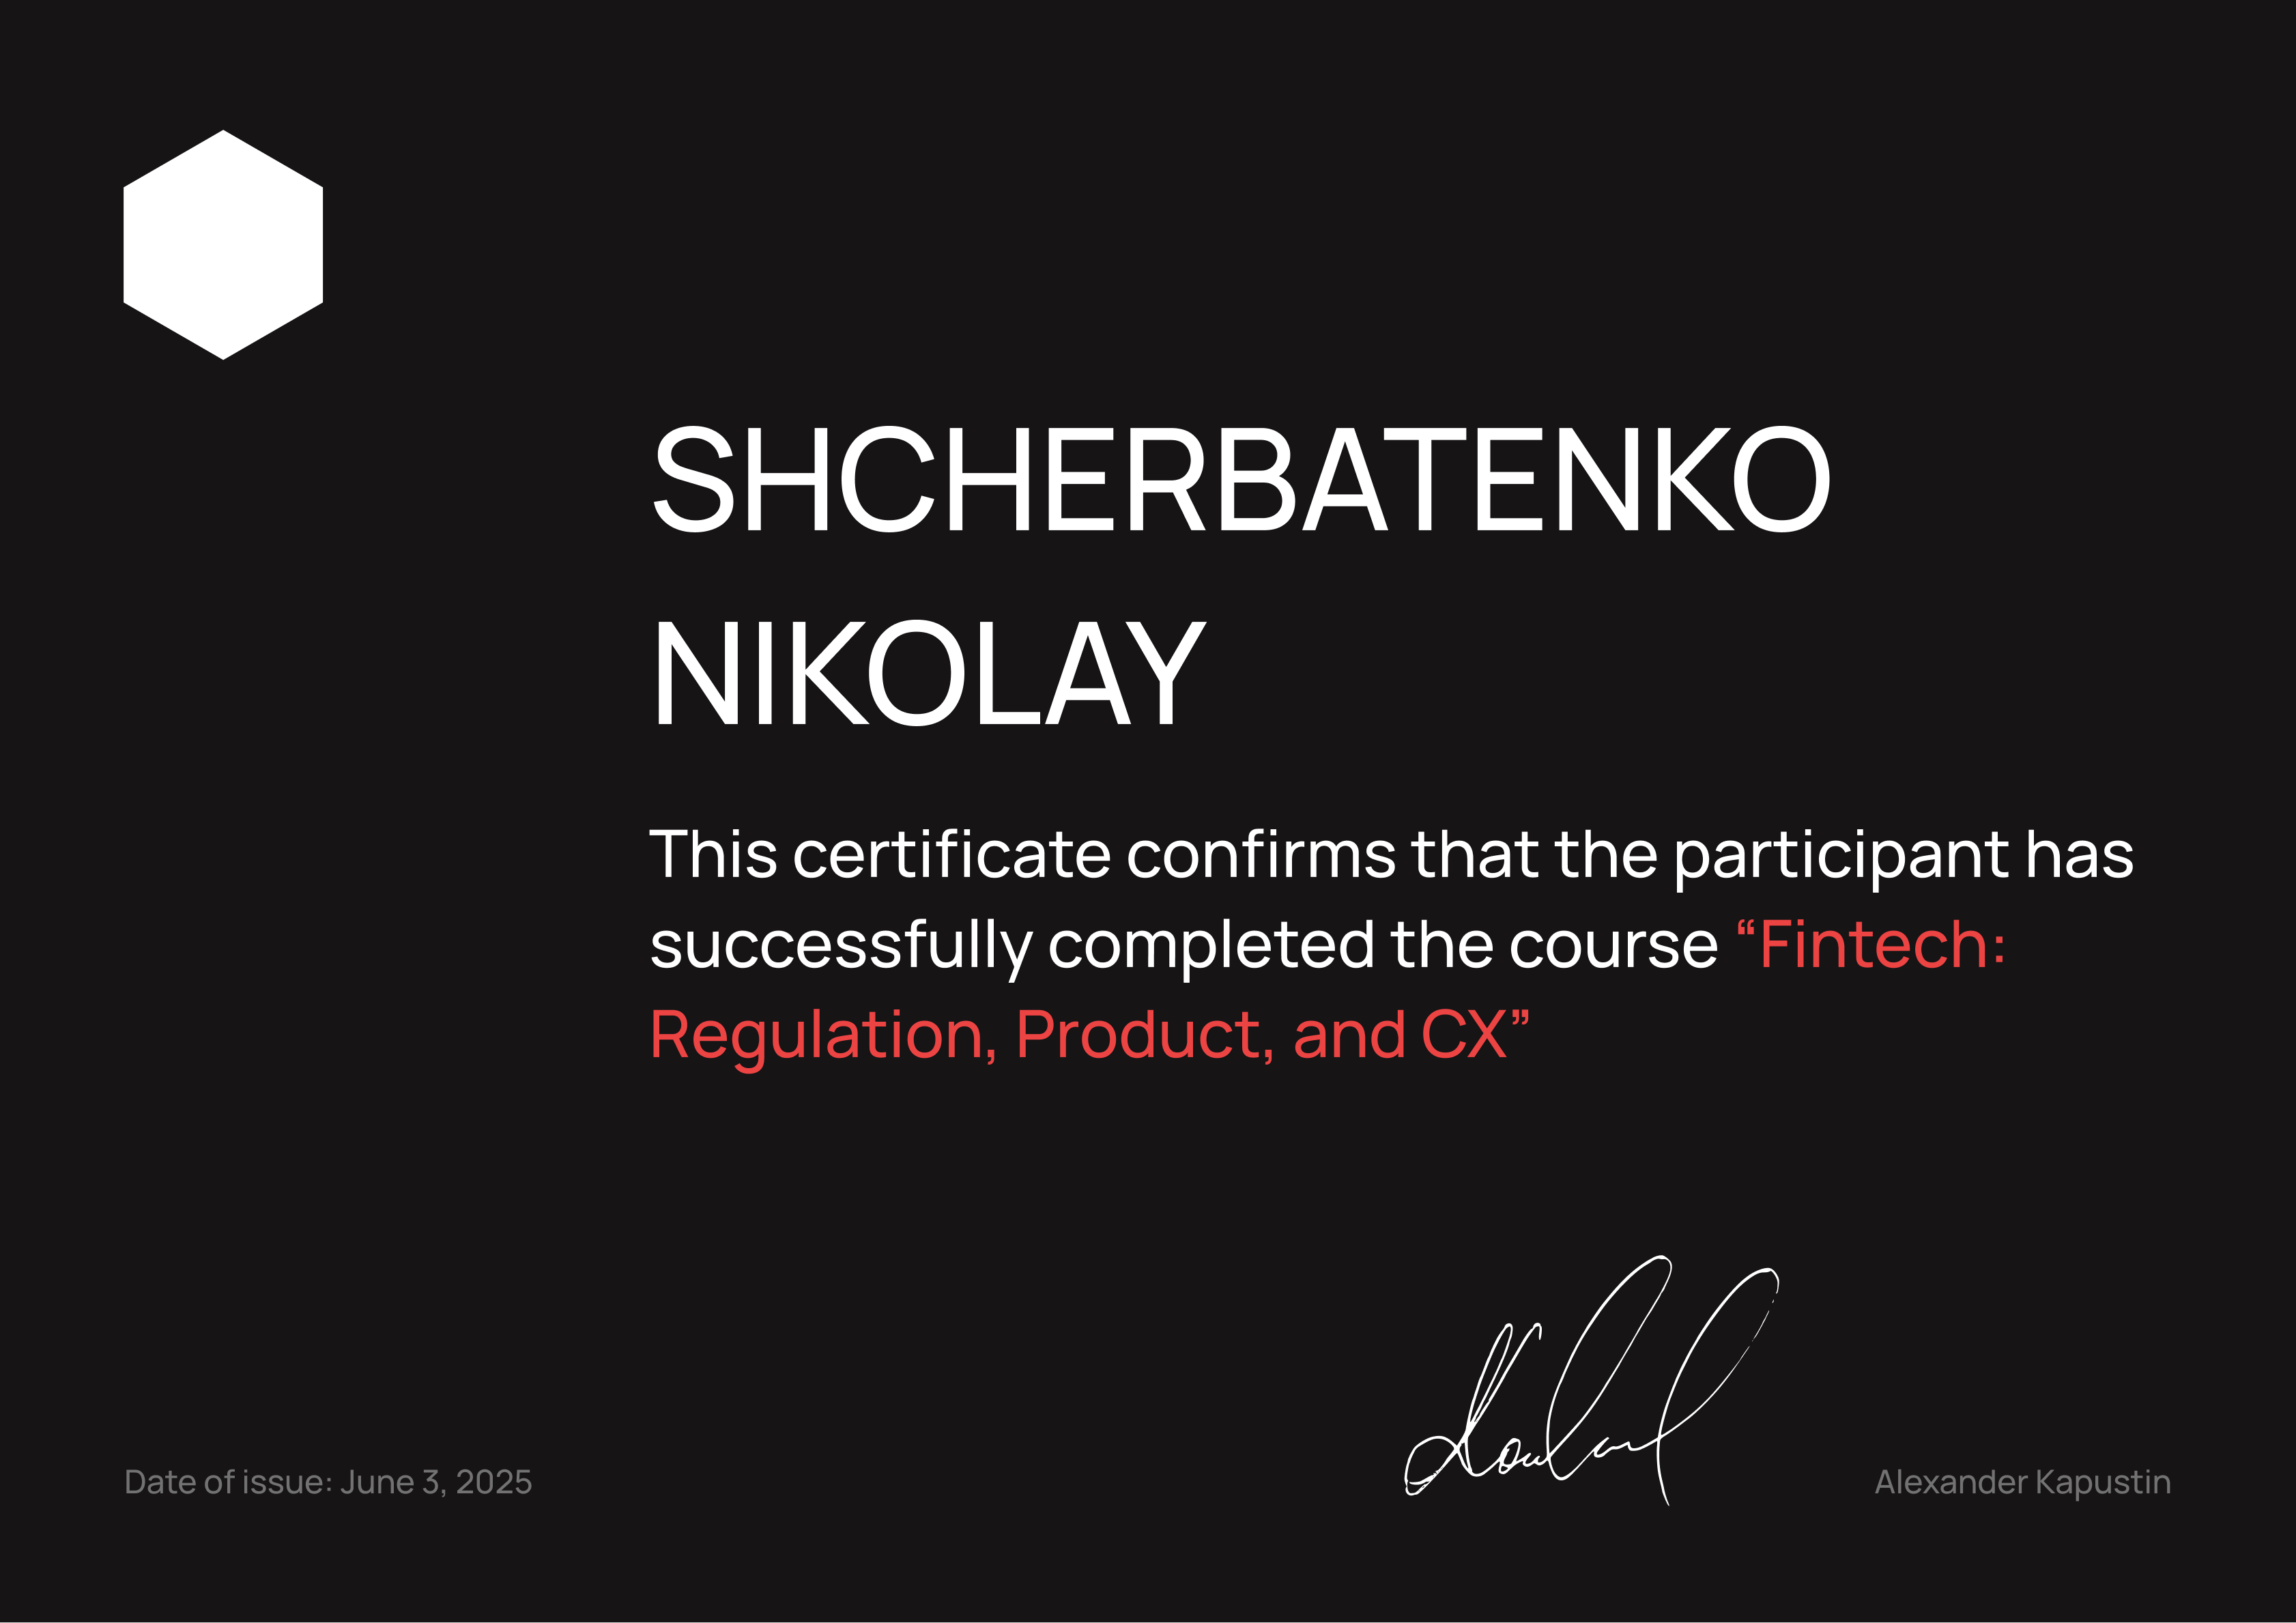 SHCHERBATENKO
NIKOLAY
This certificate confirms that the participant has
successfully completed the course “Fintech:
Regulation, Product, and CX”
Date of issue: June 3, 2025
Alexander Kapustin